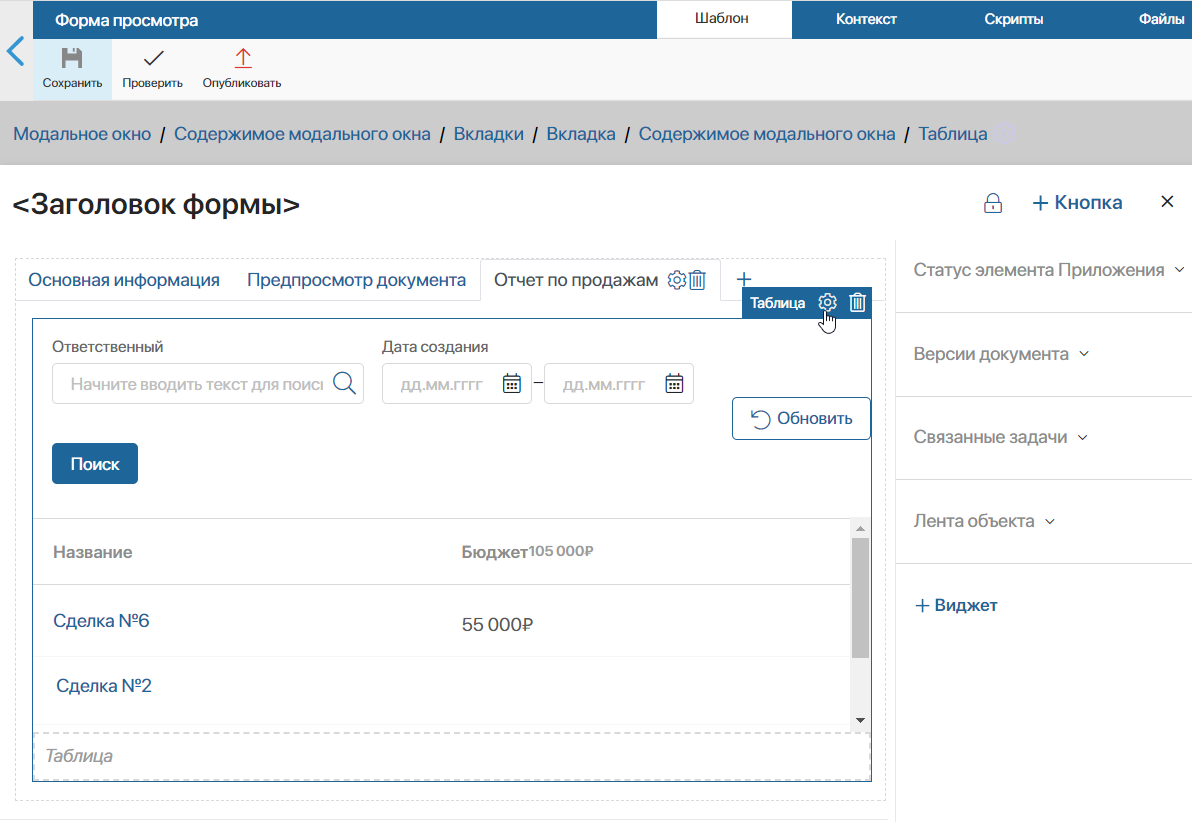 Форма просмотра Шаблон Контекст Скрипты Файлы
Сохранить Проверить Опубликовать
Модальное окно / Содержимое модального окна / Вкладки / Вкладка / Содержимое модального окна / Таблица
<Заголовок формы> + Кнопка
Основная информация Предпросмотр документа Отчет по продажам
Таблица
Ответственный Дата создания
Начните вводить текст для поис дд.мм.гггг – дд.мм.гггг
Обновить
Поиск
Название Бюджет105 000₽
Сделка №6 55 000₽
Сделка №2
Таблица
Статус элемента Приложения
Версии документа
Связанные задачи
Лента объекта
+ Виджет